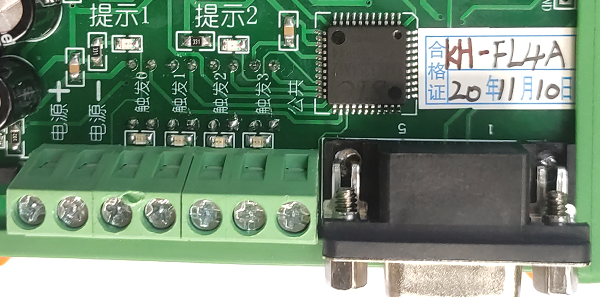 提示1
提示2
电源+
电源-
触发0
触发1
触发2
触发3
公共
合格证
KH-FL4A
20年11月10日
5
1